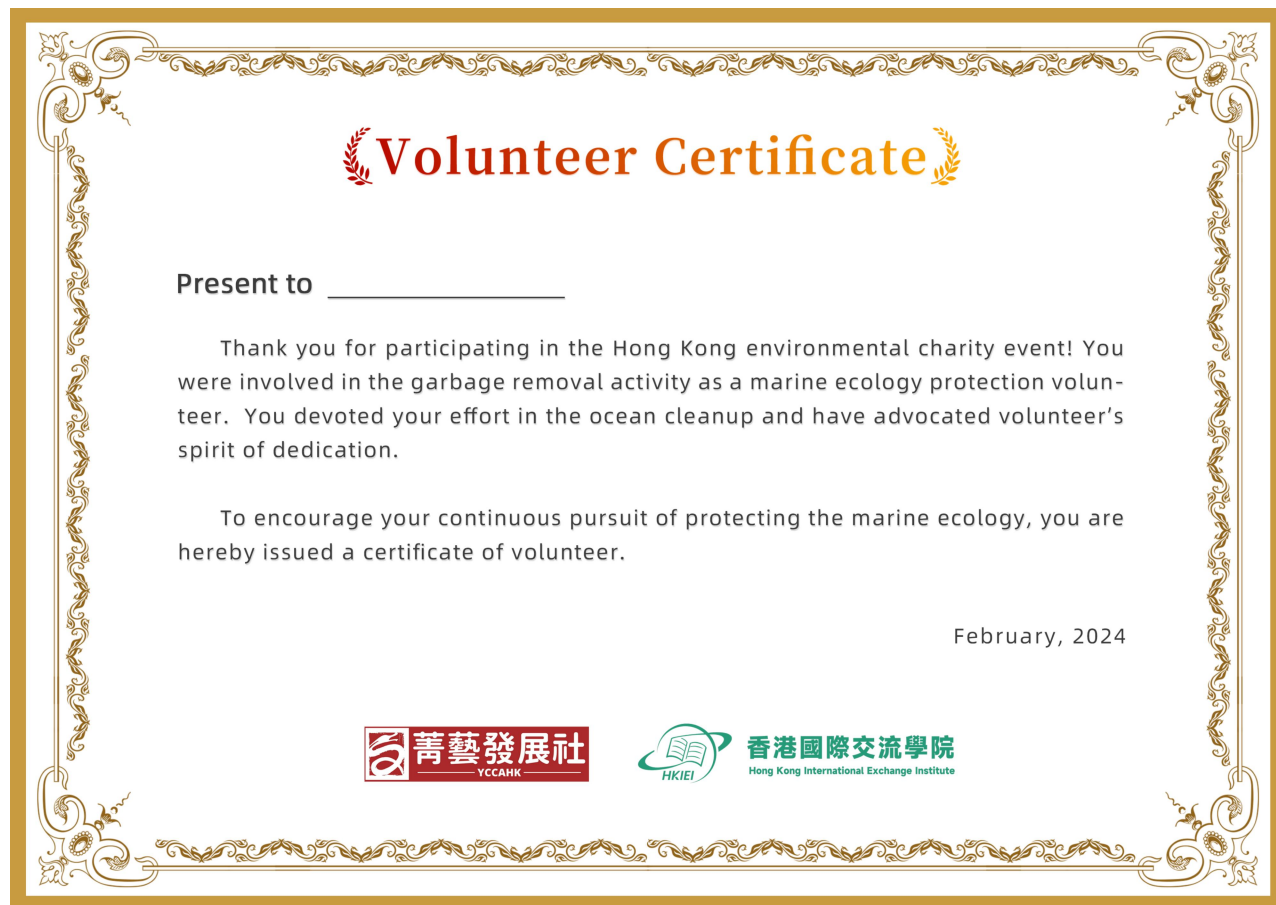 Volunteer Certificate
Present to
Thank you for participating in the Hong Kong environmental charity event! You
were involved in the garbage removal activity as a marine ecology protection volun-
teer. You devoted your effort in the ocean cleanup and have advocated volunteer’s
spirit of dedication.
To encourage your continuous pursuit of protecting the marine ecology, you are
hereby issued a certificate of volunteer.
February, 2024
菁藝發展社
YCCAHK
HKIEI
香港國際交流學院
Hong Kong International Exchange Institute